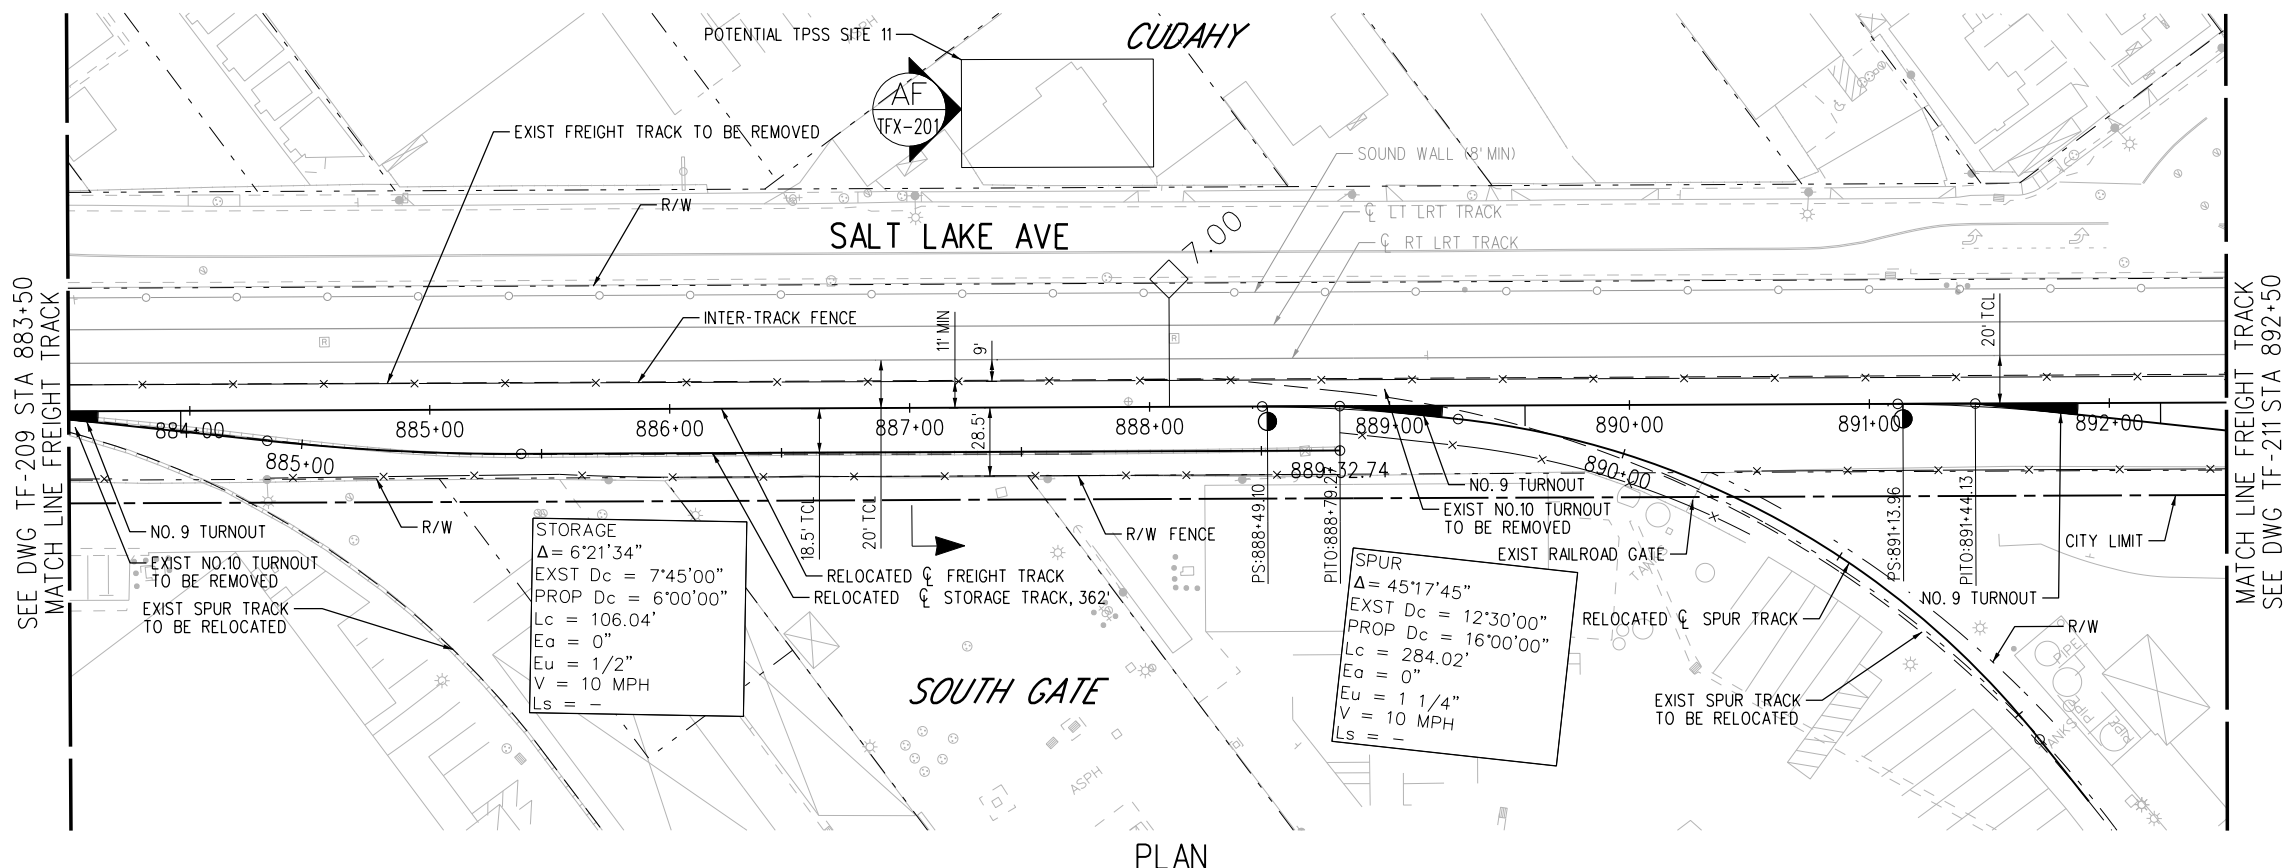 POTENTIAL TPSS SITE 11
CUDAHY
AF
TFX-201
EXIST FREIGHT TRACK TO BE REMOVED
SOUND WALL (8' MIN)
R/W
SALT LAKE AVE
7.00
℄ LT LRT TRACK
℄ RT LRT TRACK
SEE DWG TF-209 STA 883+50
MATCH LINE FREIGHT TRACK
INTER-TRACK FENCE
11' MIN
9'
20' TCL
MATCH LINE FREIGHT TRACK
SEE DWG TF-211 STA 892+50
R
R
884+00
885+00
886+00
887+00
888+00
889+00
890+00
891+00
892+00
28.5'
885+00
889+32.74
890+00
NO. 9 TURNOUT
EXIST NO.10 TURNOUT
TO BE REMOVED
EXIST SPUR TRACK
TO BE RELOCATED
R/W
STORAGE
Δ= 6°21'34"
EXST Dc = 7°45'00"
PROP Dc = 6°00'00"
Lc = 106.04'
Ea = 0"
Eu = 1/2"
V = 10 MPH
Ls = –
18.5' TCL
20' TCL
R/W FENCE
RELOCATED ℄ FREIGHT TRACK
RELOCATED ℄ STORAGE TRACK, 362'
PS:888+49.10
NO. 9 TURNOUT
EXIST NO.10 TURNOUT
TO BE REMOVED
EXIST RAILROAD GATE
SPUR
Δ= 45°17'45"
EXST Dc = 12°30'00"
PROP Dc = 16°00'00"
Lc = 284.02'
Ea = 0"
Eu = 1 1/4"
V = 10 MPH
Ls = –
RELOCATED ℄ SPUR TRACK
EXIST SPUR TRACK
TO BE RELOCATED
PS:891+13.96
PITO:891+44.13
CITY LIMIT
NO. 9 TURNOUT
R/W
PIPE
PIPE
SOUTH GATE
ASPH
PLAN